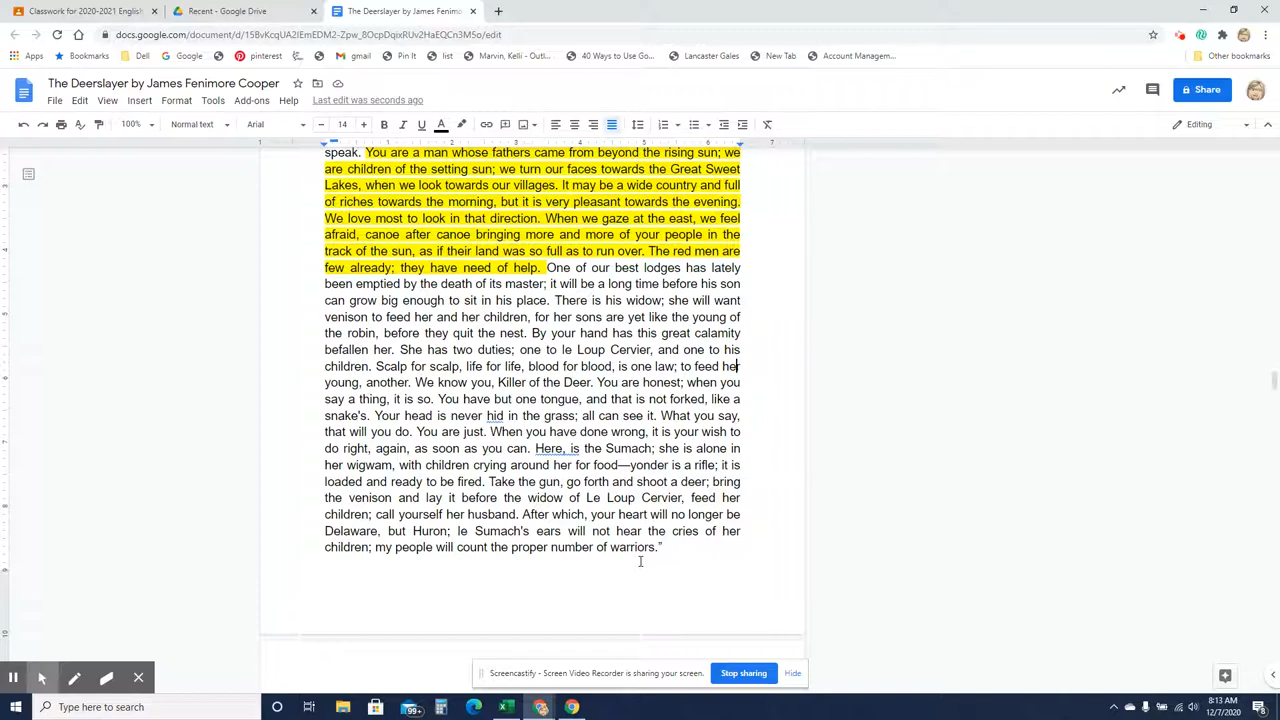 Classwork for 2020-2021 English
Recent - Google Drive
The Deerslayer by James Fenimo
docs.google.com/document/d/15BvKcqUA2IEmEDM2-Zpw_8OcpDqixRUv2HaEQCn3M5o/edit
Apps
Bookmarks
Zoom
Google
pinterest
list
gmail
Pin It
list
Marvin, Kelli - Outl...
40 Ways to Use Go...
Lancaster Gales
New Tab
Account Managem...
Other bookmarks
The Deerslayer by James Fenimore Cooper
File Edit View Insert Format Tools Add-ons Help Last edit was seconds ago
Share
100% Normal text Arial 14 Editing
1 1 2 3 4 5 6 7
speak. You are a man whose fathers came from beyond the rising sun; we
are children of the setting sun; we turn our faces towards the Great Sweet
Lakes, when we look towards our villages. It may be a wide country and full
of riches towards the morning, but it is very pleasant towards the evening.
We love most to look in that direction. When we gaze at the east, we feel
afraid, canoe after canoe bringing more and more of your people in the
track of the sun, as if their land was so full as to run over. The red men are
few already; they have need of help. One of our best lodges has lately
been emptied by the death of its master; it will be a long time before his son
can grow big enough to sit in his place. There is his widow; she will want
venison to feed her and her children, for her sons are yet like the young of
the robin, before they quit the nest. By your hand has this great calamity
befallen her. She has two duties; one to le Loup Cervier, and one to his
children. Scalp for scalp, life for life, blood for blood, is one law; to feed her
young, another. We know you, Killer of the Deer. You are honest; when you
say a thing, it is so. You have but one tongue, and that is not forked, like a
snake's. Your head is never hid in the grass; all can see it. What you say,
that will you do. You are just. When you have done wrong, it is your wish to
do right, again, as soon as you can. Here, is the Sumach; she is alone in
her wigwam, with children crying around her for food—yonder is a rifle; it is
loaded and ready to be fired. Take the gun, go forth and shoot a deer; bring
the venison and lay it before the widow of Le Loup Cervier, feed her
children; call yourself her husband. After which, your heart will no longer be
Delaware, but Huron; le Sumach's ears will not hear the cries of her
children; my people will count the proper number of warriors."
Screencastify - Screen Video Recorder is sharing your screen.
Stop sharing
Hide
Type here to search
99+
8:13 AM
12/7/2020
8